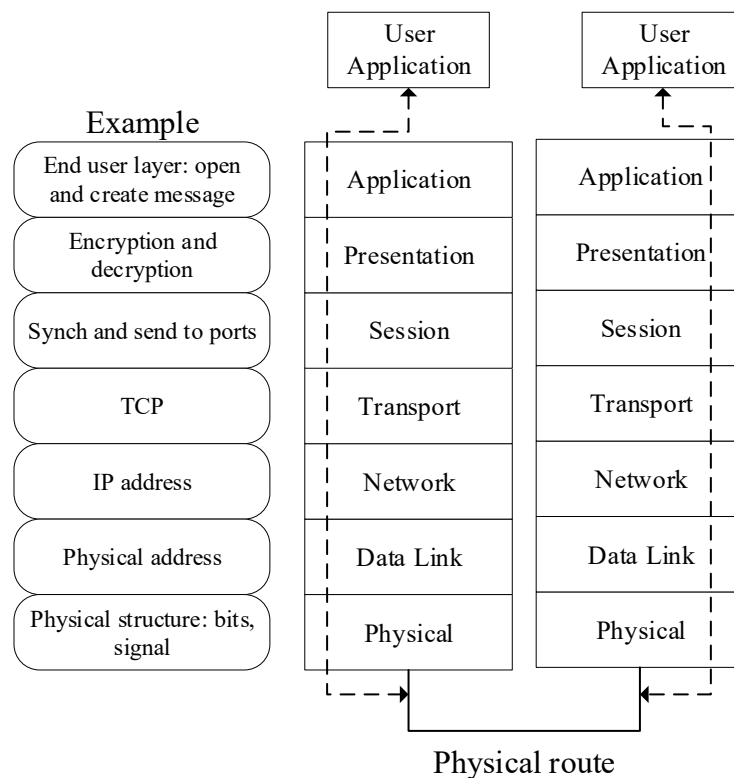 User
Application
User
Application
Example
End user layer: open
and create message
Encryption and
decryption
Synch and send to ports
TCP
IP address
Physical address
Physical structure: bits,
signal
Application
Presentation
Session
Transport
Network
Data Link
Physical
Application
Presentation
Session
Transport
Network
Data Link
Physical
Physical route